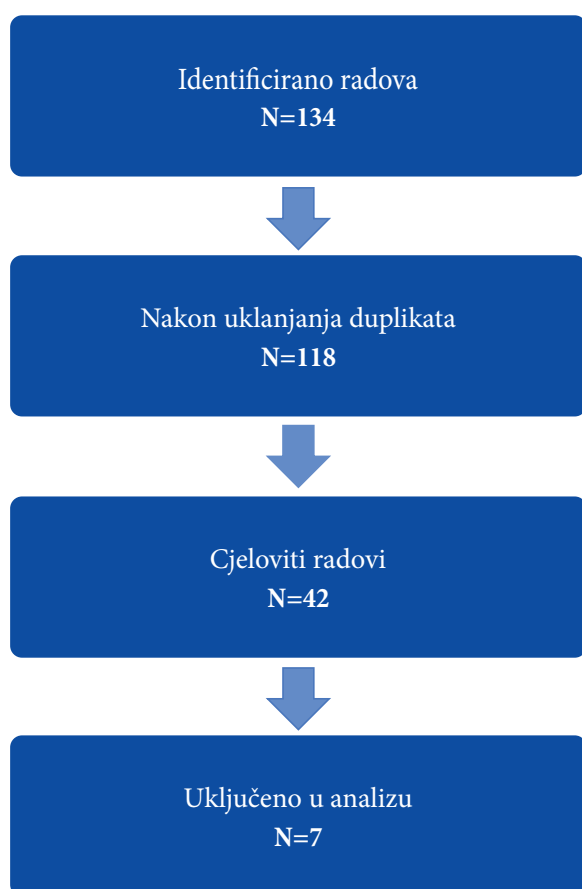 Identificirano radova
N=134
Nakon uklanjanja duplikata
N=118
Cjeloviti radovi
N=42
Uključeno u analizu
N=7